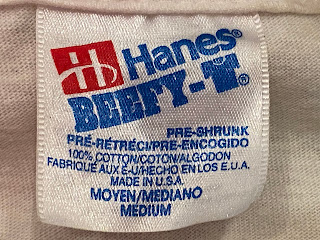 Hanes®
BEEFY-T®
PRE-SHRUNK
PRÉ-RÉTRÉCI/PRE-ENCOGIDO
100% COTTON/COTON/ALGODON
FABRIQUÉ AUX É-U/HECHO EN LOS E.U.A.
MADE IN U.S.A.
MOYEN/MEDIANO
MEDIUM